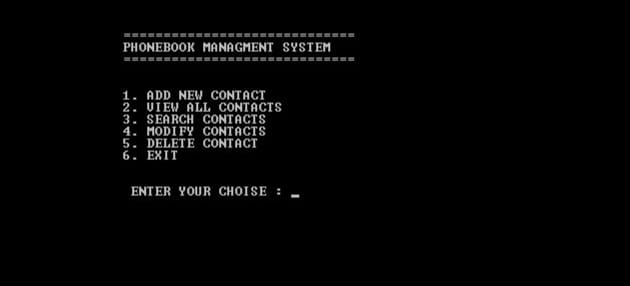 =============================
PHONEBOOK MANAGMENT SYSTEM
=============================
1. ADD NEW CONTACT
2. VIEW ALL CONTACTS
3. SEARCH CONTACTS
4. MODIFY CONTACTS
5. DELETE CONTACT
6. EXIT
ENTER YOUR CHOISE : _